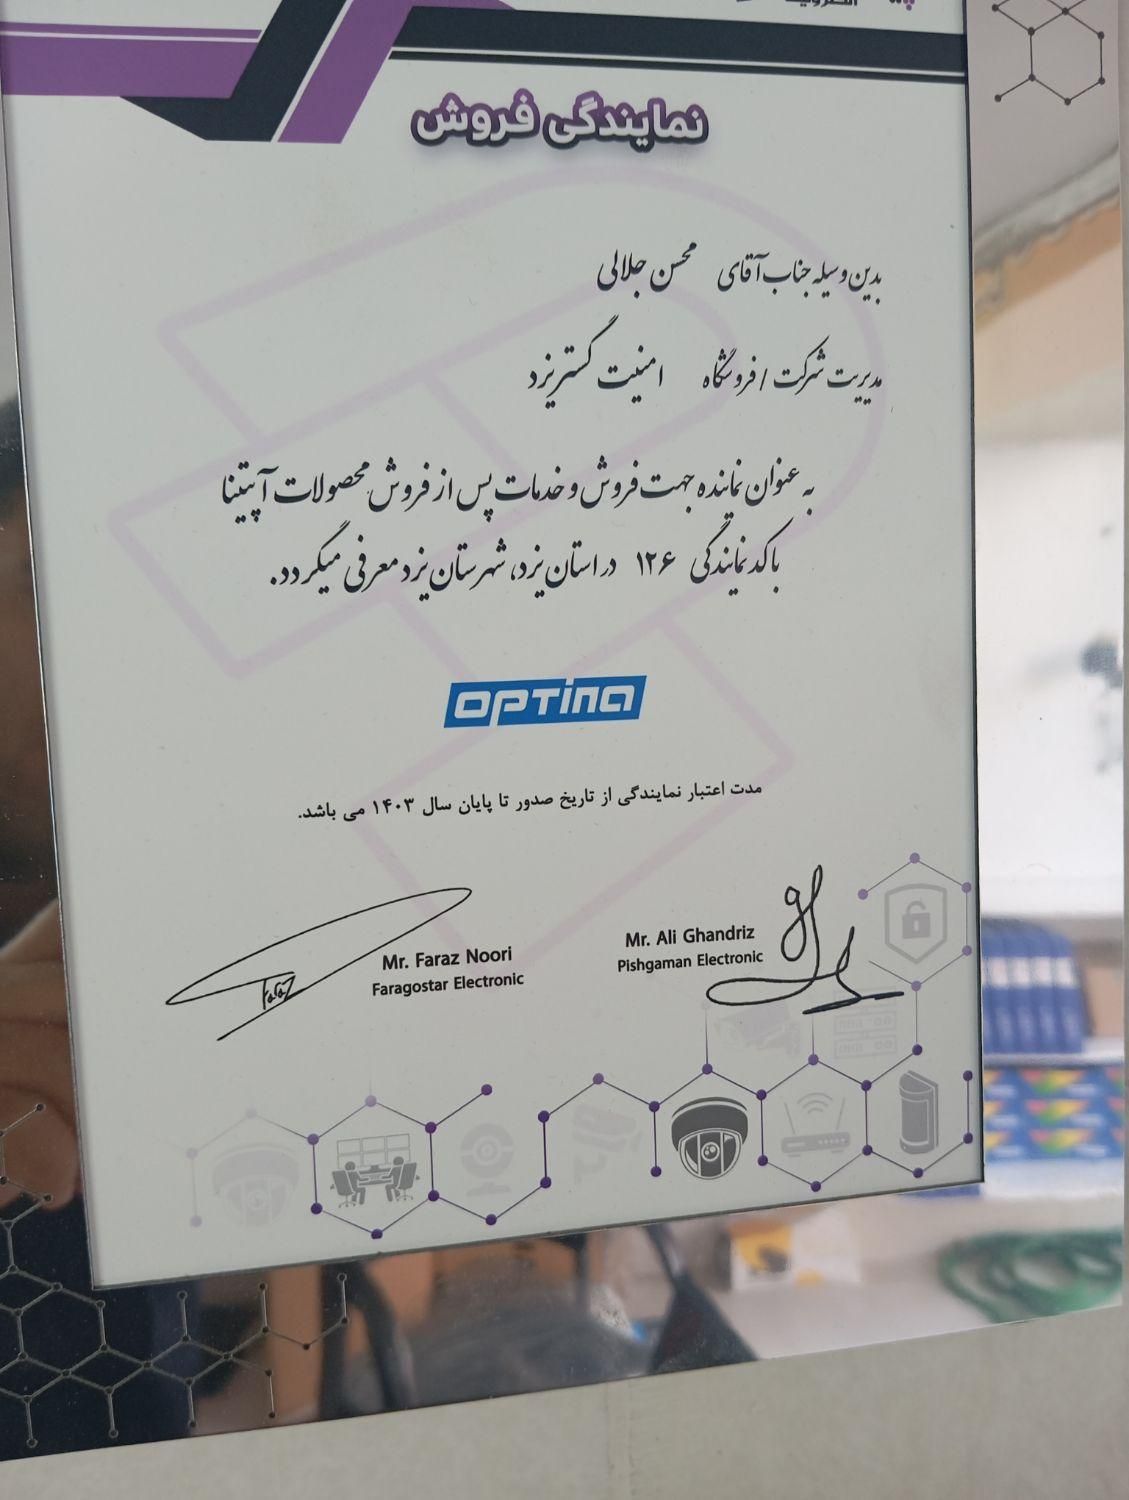 نمایندگی فروش
بدین وسیله جناب آقای محسن جلالی
مدیریت شرکت / فروشگاه امنیت گستر یزد
به عنوان نماینده جهت فروش و خدمات پس از فروش محصولات آپتینا
با کد نمایندگی ۱۲۶ در استان یزد، شهرستان یزد معرفی میگردد.
OPTINA
مدت اعتبار نمایندگی از تاریخ صدور تا پایان سال ۱۴۰۳ می باشد.
Mr. Ali Ghandriz
Pishgaman Electronic
Mr. Faraz Noori
Faragostar Electronic
Faraz